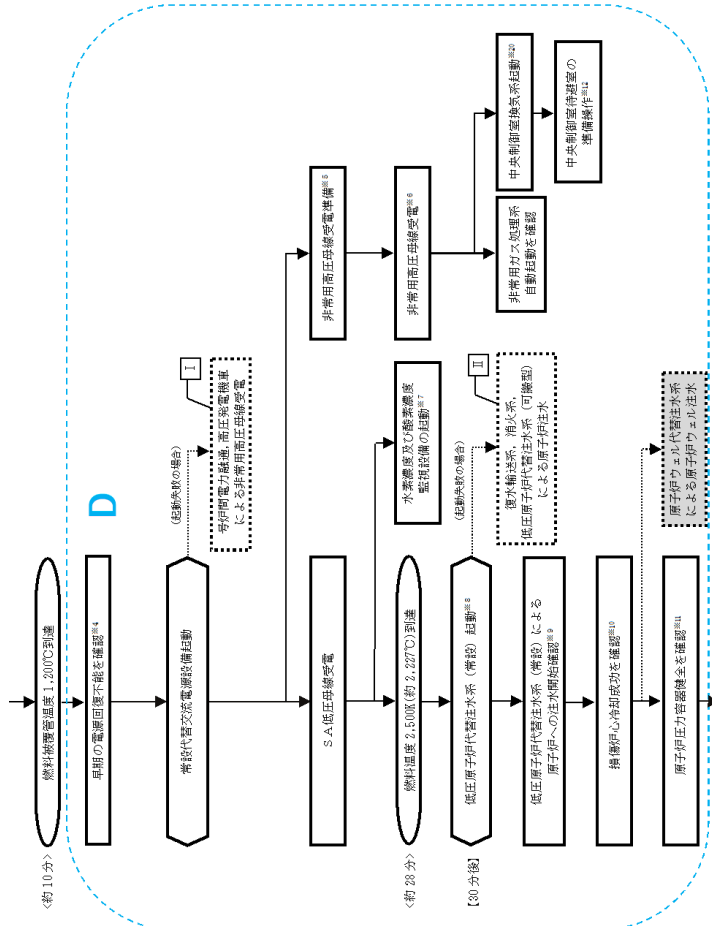 <約10分>
燃料被覆管温度1,200℃到達
D
早期の電源回復不能を確認※4
常設代替交流電源設備起動
(起動失敗の場合)
I
号炉間電力融通,高圧発電機車
による非常用高圧母線受電
SA低圧母線受電
非常用高圧母線受電準備※5
非常用高圧母線受電※6
非常用ガス処理系
自動起動を確認
中央制御室換気系起動※20
中央制御室待避室の
準備操作※12
水素濃度及び酸素濃度
監視設備の起動※7
<約28分>
燃料温度2,500K(約2,227℃)到達
【30分後】
低圧原子炉代替注水系(常設)起動※8
(起動失敗の場合)
II
復水輸送系,消火系,
低圧原子炉代替注水系(可搬型)
による原子炉注水
低圧原子炉代替注水系(常設)による
原子炉への注水開始確認※9
損傷炉心冷却成功を確認※10
原子炉ウェル代替注水系
による原子炉ウェル注水
原子炉圧力容器健全を確認※11